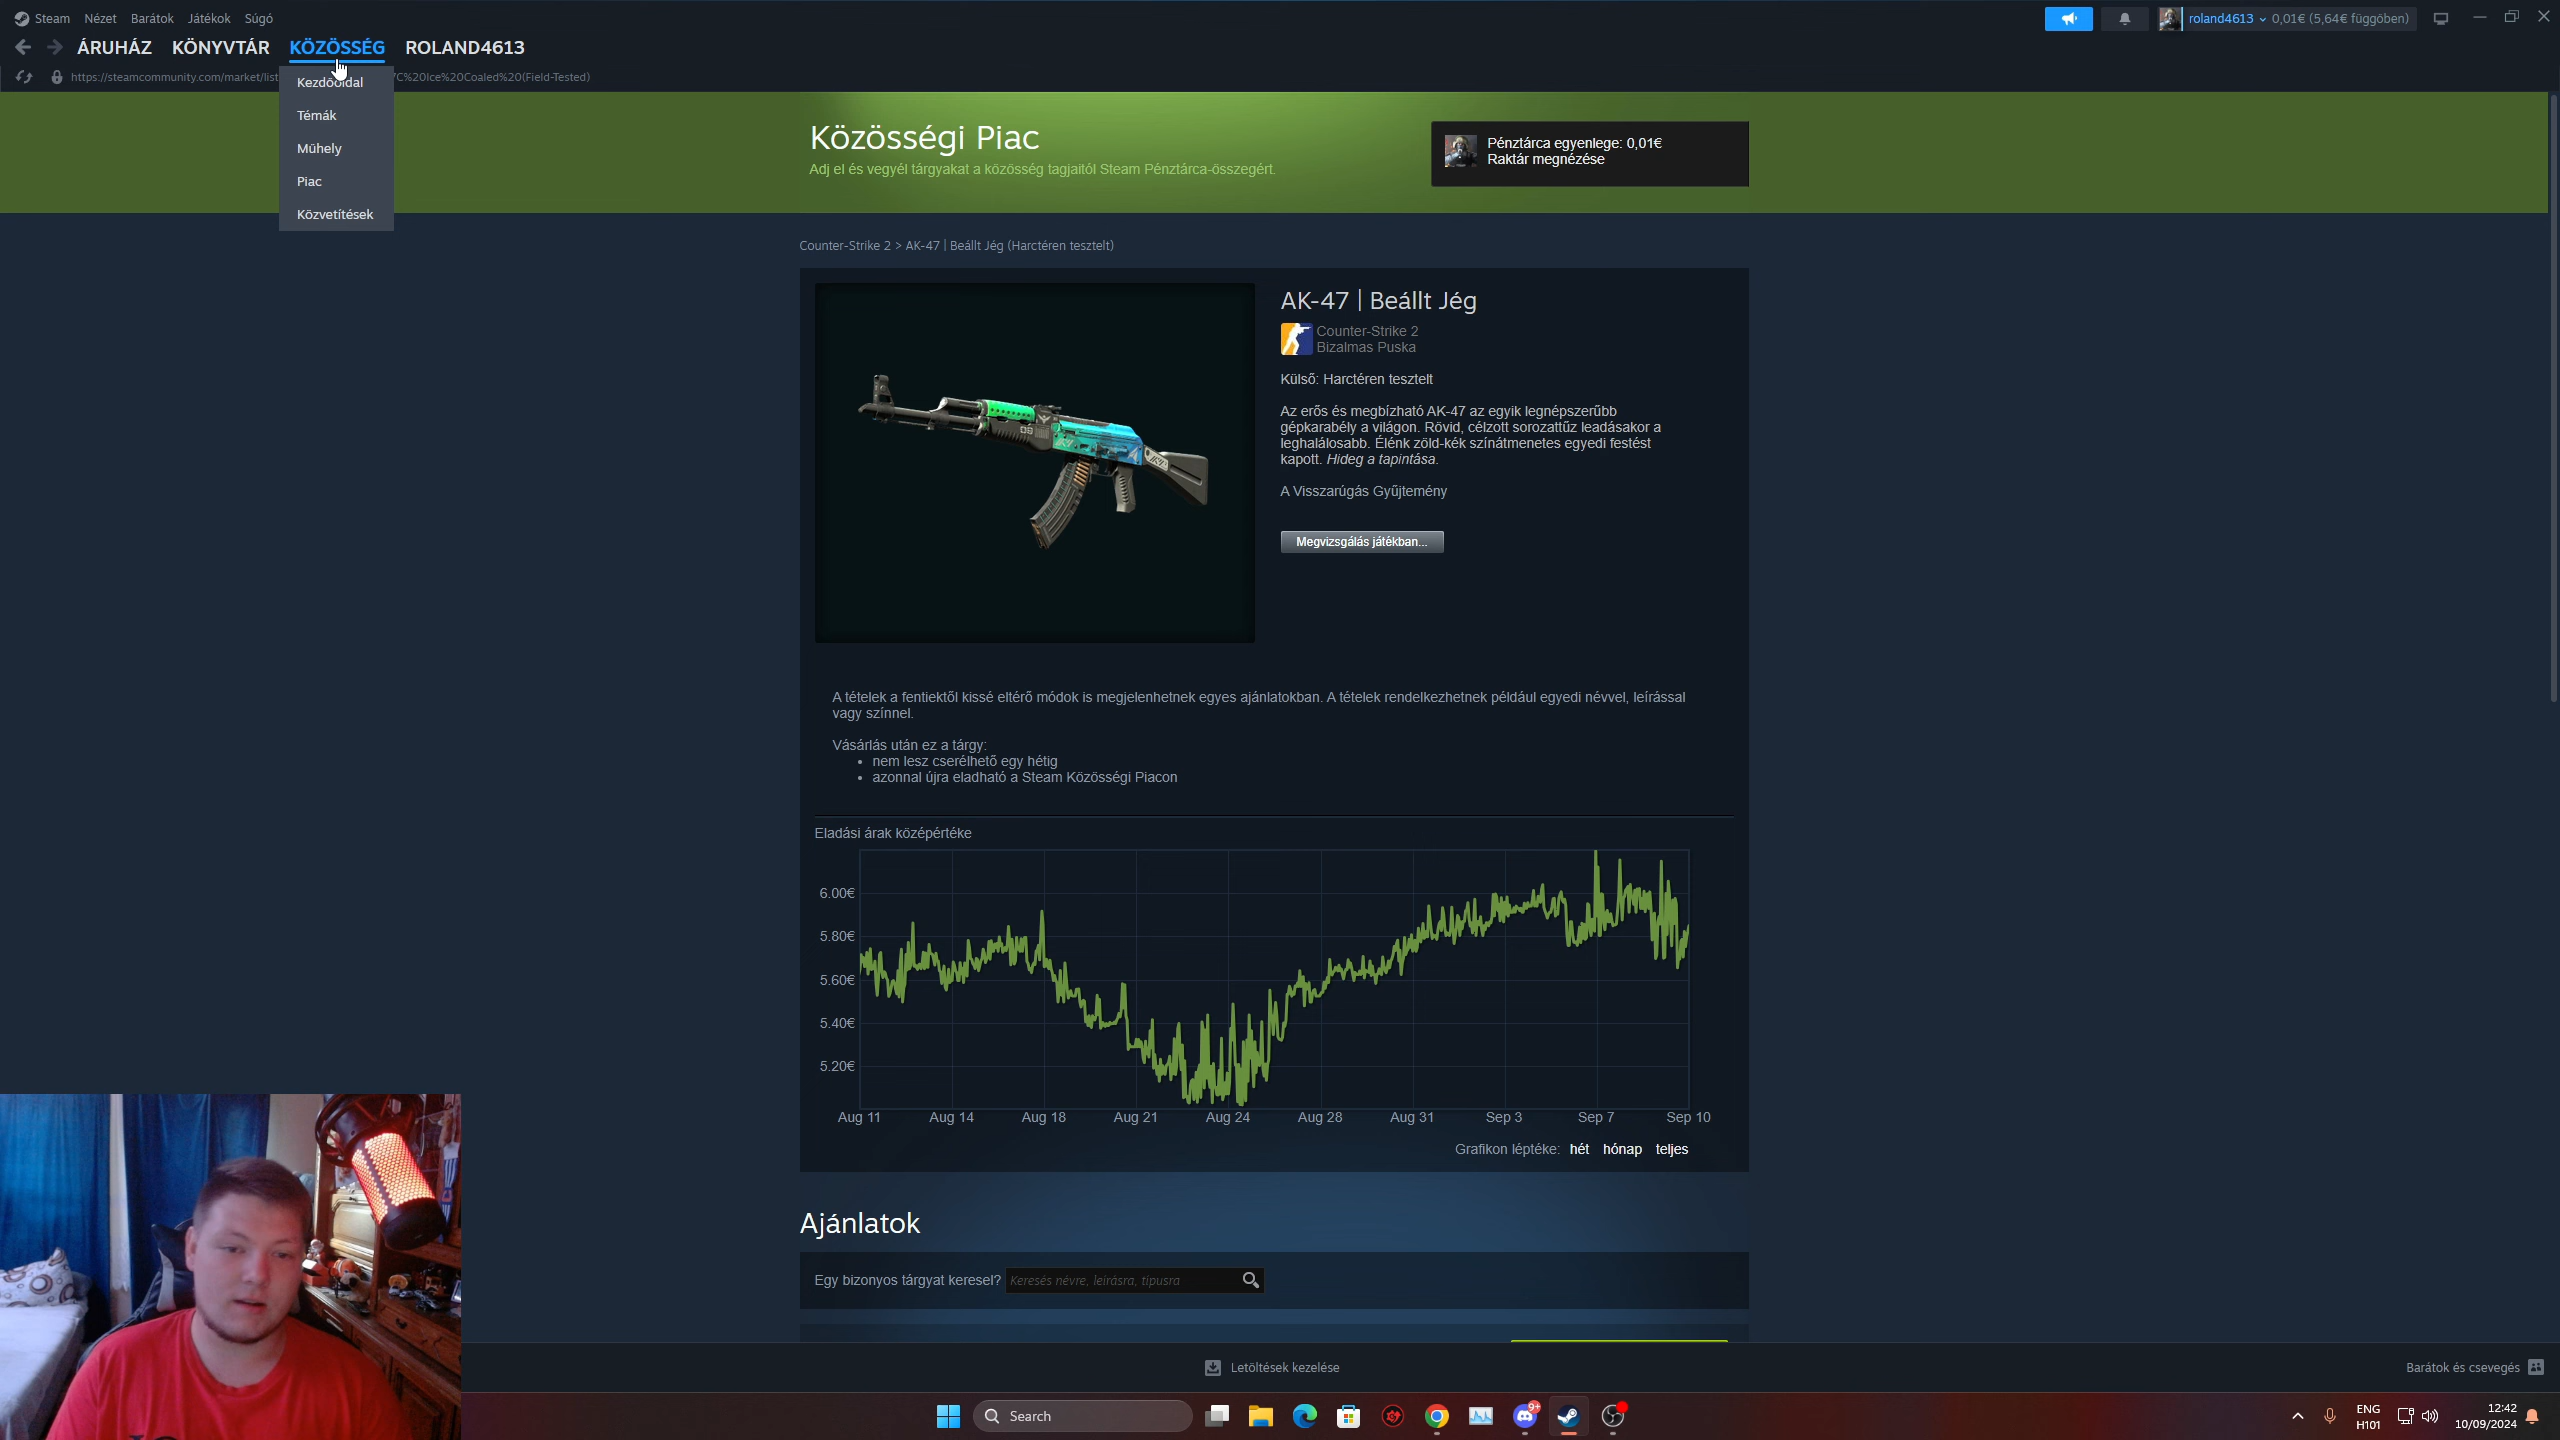 Steam Nézet Barátok Játékok Súgó
roland4613 0,01€ (5,64€ függőben)
ÁRUHÁZ KÖNYVTÁR KÖZÖSSÉG ROLAND4613
https://steamcommunity.com/market/list
C%20Ice%20Coaled%20(Field-Tested)
Kezdőoldal
Témák
Műhely
Piac
Közvetítések
Közösségi Piac
Adj el és vegyél tárgyakat a közösség tagjaitól Steam Pénztárca-összegért.
Pénztárca egyenlege: 0,01€
Raktár megnézése
Counter-Strike 2 > AK-47 | Beállt Jég (Harctéren tesztelt)
AK-47 | Beállt Jég
Counter-Strike 2
Bizalmas Puska
Külső: Harctéren tesztelt
Az erős és megbízható AK-47 az egyik legnépszerűbb
gépkarabély a világon. Rövid, célzott sorozattűz leadásakor a
leghalálosabb. Élénk zöld-kék színátmenetes egyedi festést
kapott. Hideg a tapintása.
A Visszarúgás Gyűjtemény
Megvizsgálás játékban...
A tételek a fentiektől kissé eltérő módok is megjelenhetnek egyes ajánlatokban. A tételek rendelkezhetnek például egyedi névvel, leírással
vagy színnel.
Vásárlás után ez a tárgy:
• nem lesz cserélhető egy hétig
• azonnal újra eladható a Steam Közösségi Piacon
Eladási árak középértéke
6.00€
5.80€
5.60€
5.40€
5.20€
Aug 11 Aug 14 Aug 18 Aug 21 Aug 24 Aug 28 Aug 31 Sep 3 Sep 7 Sep 10
Grafikon léptéke: hét hónap teljes
Ajánlatok
Egy bizonyos tárgyat keresel? Keresés névre, leírásra, típusra
Letöltések kezelése
Barátok és csevegés
Search
9+
ENG
H101
12:42
10/09/2024